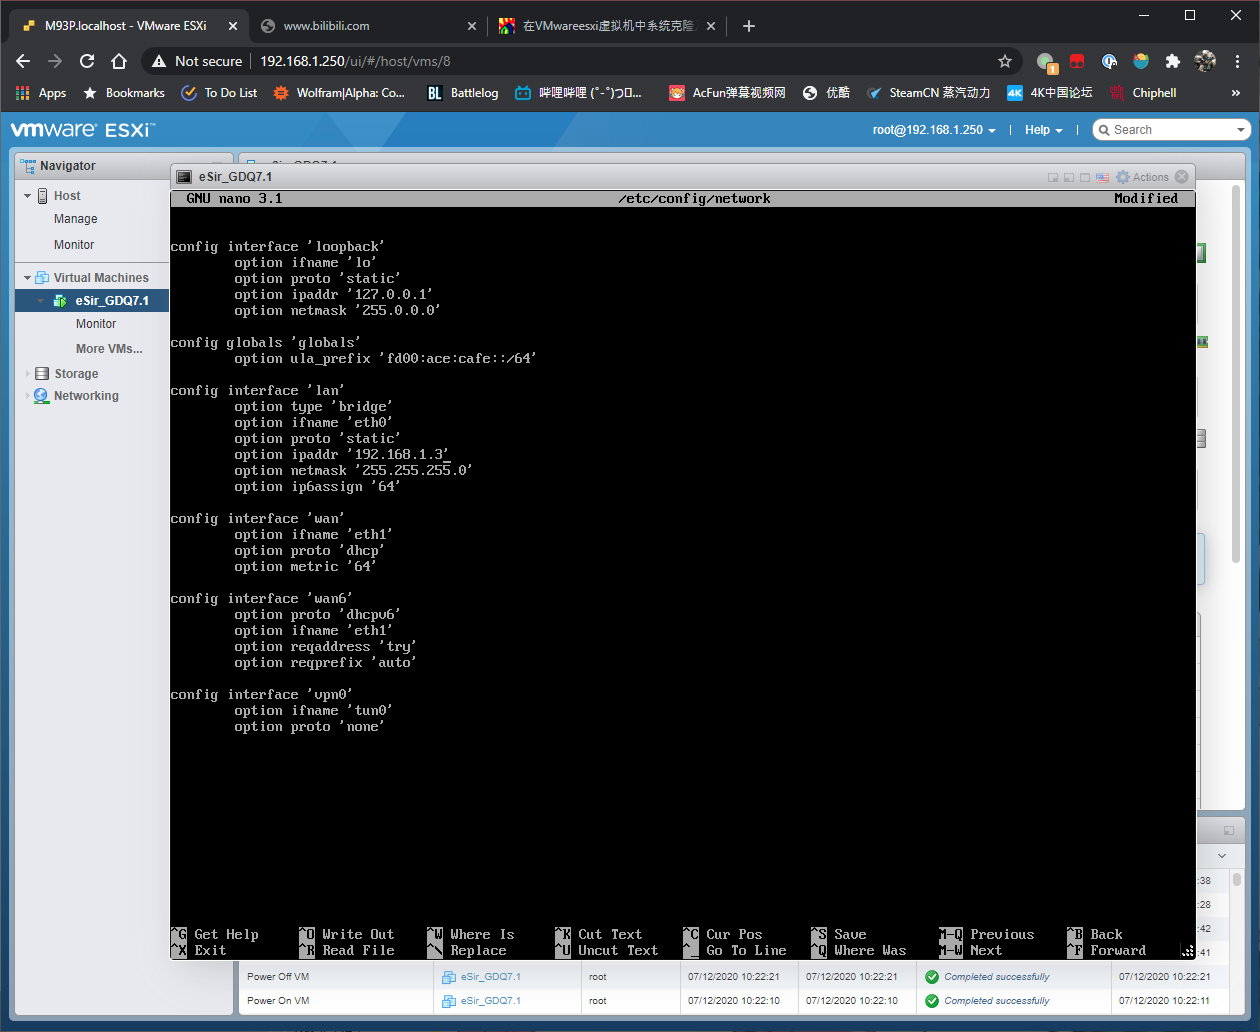 M93P.localhost - VMware ESXi
www.bilibili.com
在VMwareesxi虚拟机中系统克隆
Not secure
192.168.1.250/ui/#/host/vms/8
Apps
Bookmarks
To Do List
Wolfram|Alpha: Co...
BL Battlelog
AcFun弹幕视频网
优酷
SteamCN 蒸汽动力
4K 4K中国论坛
Chiphell
vmware ESXi™
root@192.168.1.250
Help
Search
Navigator
Host
Manage
Monitor
Virtual Machines
eSir_GDQ7.1
Monitor
More VMs...
Storage
Networking
eSir_GDQ7.1
Actions
GNU nano 3.1 /etc/config/network Modified
config interface 'loopback'
option ifname 'lo'
option proto 'static'
option ipaddr '127.0.0.1'
option netmask '255.0.0.0'
config globals 'globals'
option ula_prefix 'fd00:ace:cafe::/64'
config interface 'lan'
option type 'bridge'
option ifname 'eth0'
option proto 'static'
option ipaddr '192.168.1.3'
option netmask '255.255.255.0'
option ip6assign '64'
config interface 'wan'
option ifname 'eth1'
option proto 'dhcp'
option metric '64'
config interface 'wan6'
option proto 'dhcpv6'
option ifname 'eth1'
option reqaddress 'try'
option reqprefix 'auto'
config interface 'vpn0'
option ifname 'tun0'
option proto 'none'
^G Get Help ^O Write Out ^W Where Is ^K Cut Text ^C Cur Pos ^S Save M-Q Previous ^B Back
^X Exit ^R Read File ^\ Replace ^U Uncut Text ^_ Go To Line ^Q Where Was M-W Next ^F Forward
:38
:28
:42
:41
Power Off VM eSir_GDQ7.1 root 07/12/2020 10:22:21 07/12/2020 10:22:21 Completed successfully 07/12/2020 10:22:21
Power On VM eSir_GDQ7.1 root 07/12/2020 10:22:10 07/12/2020 10:22:10 Completed successfully 07/12/2020 10:22:11